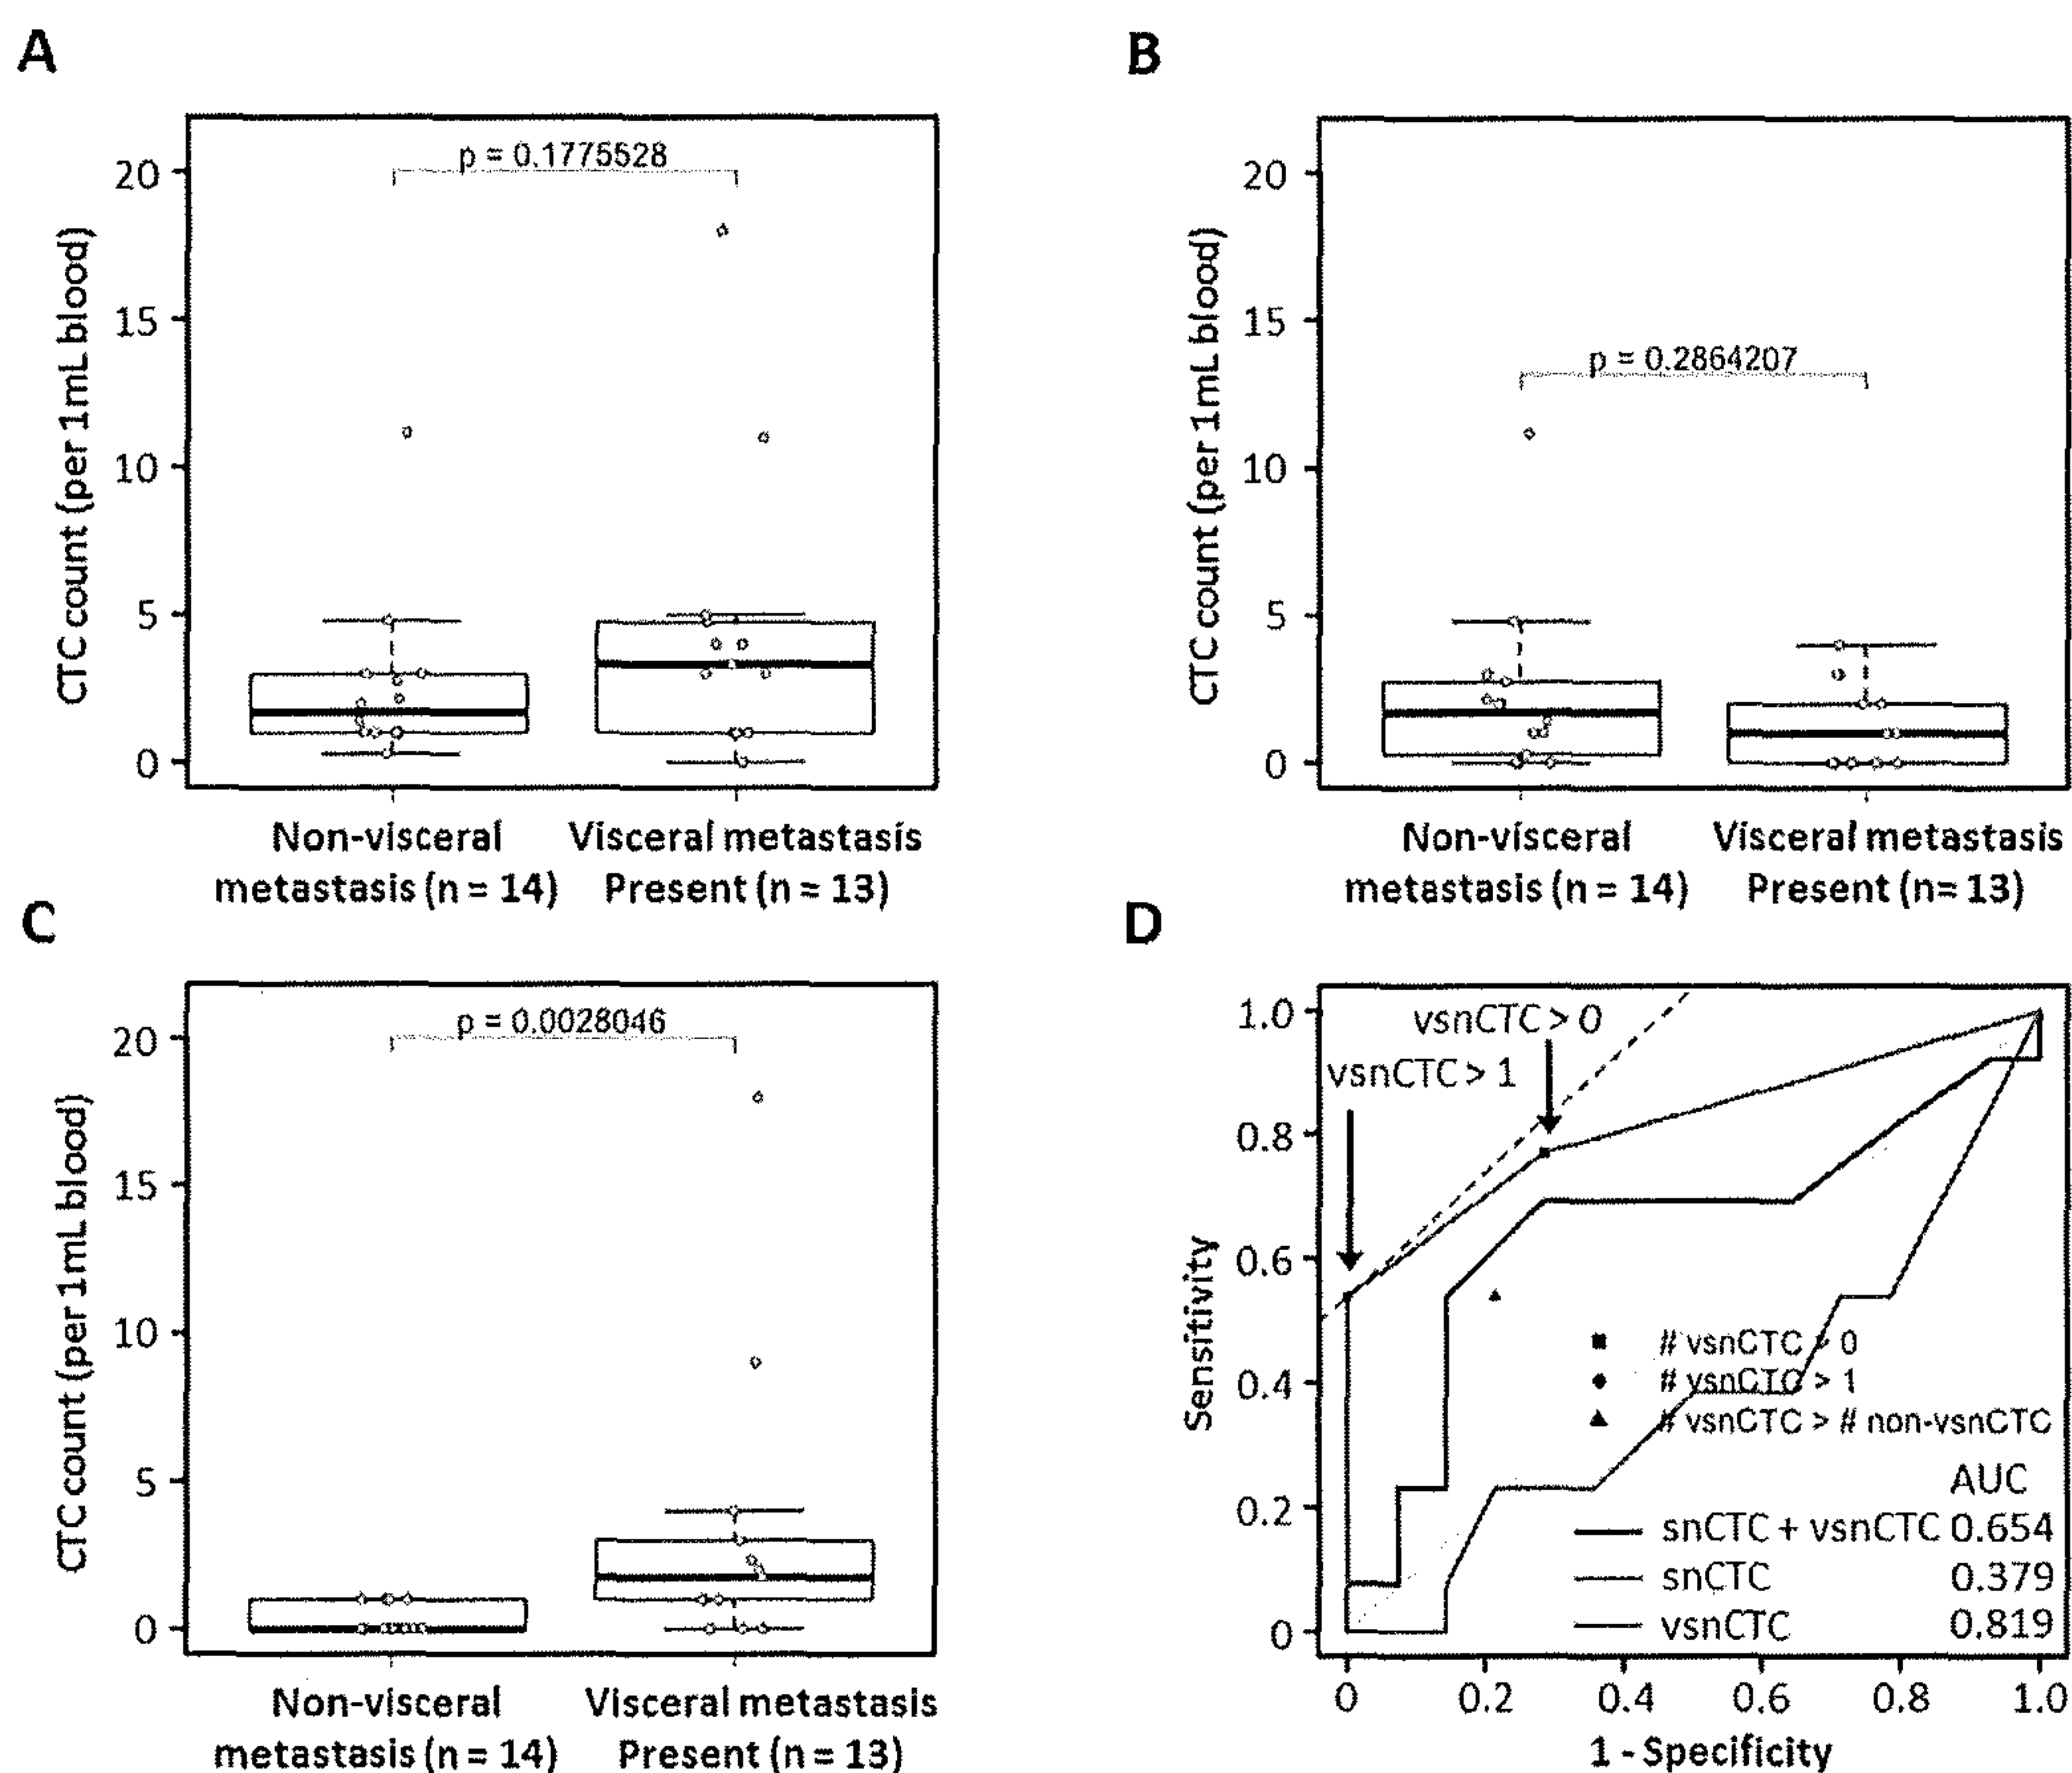 A
CTC count (per 1mL blood)
20
15
10
5
0
p = 0.1775528
Non-visceral
metastasis (n = 14)
Visceral metastasis
Present (n = 13)
B
CTC count (per 1mL blood)
20
15
10
5
0
p = 0.2864207
Non-visceral
metastasis (n = 14)
Visceral metastasis
Present (n= 13)
C
CTC count (per 1mL blood)
20
15
10
5
0
p = 0.0028046
Non-visceral
metastasis (n = 14)
Visceral metastasis
Present (n = 13)
D
Sensitivity
1.0
0.8
0.6
0.4
0.2
0
vsnCTC > 0
vsnCTC > 1
# vsnCTC > 0
# vsnCTC > 1
# vsnCTC > # non-vsnCTC
AUC
snCTC + vsnCTC 0.654
snCTC 0.379
vsnCTC 0.819
0 0.2 0.4 0.6 0.8 1.0
1 - Specificity